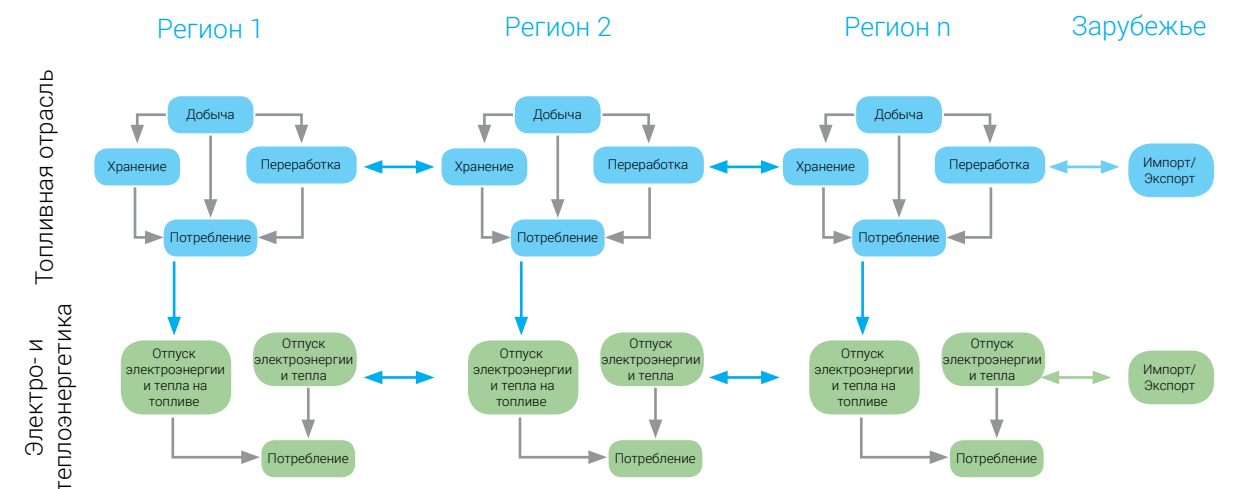 Регион 1
Регион 2
Регион n
Зарубежье
Топливная отрасль
Добыча
Хранение
Переработка
Потребление
Добыча
Хранение
Переработка
Потребление
Добыча
Хранение
Переработка
Потребление
Импорт/
Экспорт
Электро- и
теплоэнергетика
Отпуск
электроэнергии
и тепла на
топливе
Отпуск
электроэнергии
и тепла
Потребление
Отпуск
электроэнергии
и тепла на
топливе
Отпуск
электроэнергии
и тепла
Потребление
Отпуск
электроэнергии
и тепла на
топливе
Отпуск
электроэнергии
и тепла
Потребление
Импорт/
Экспорт